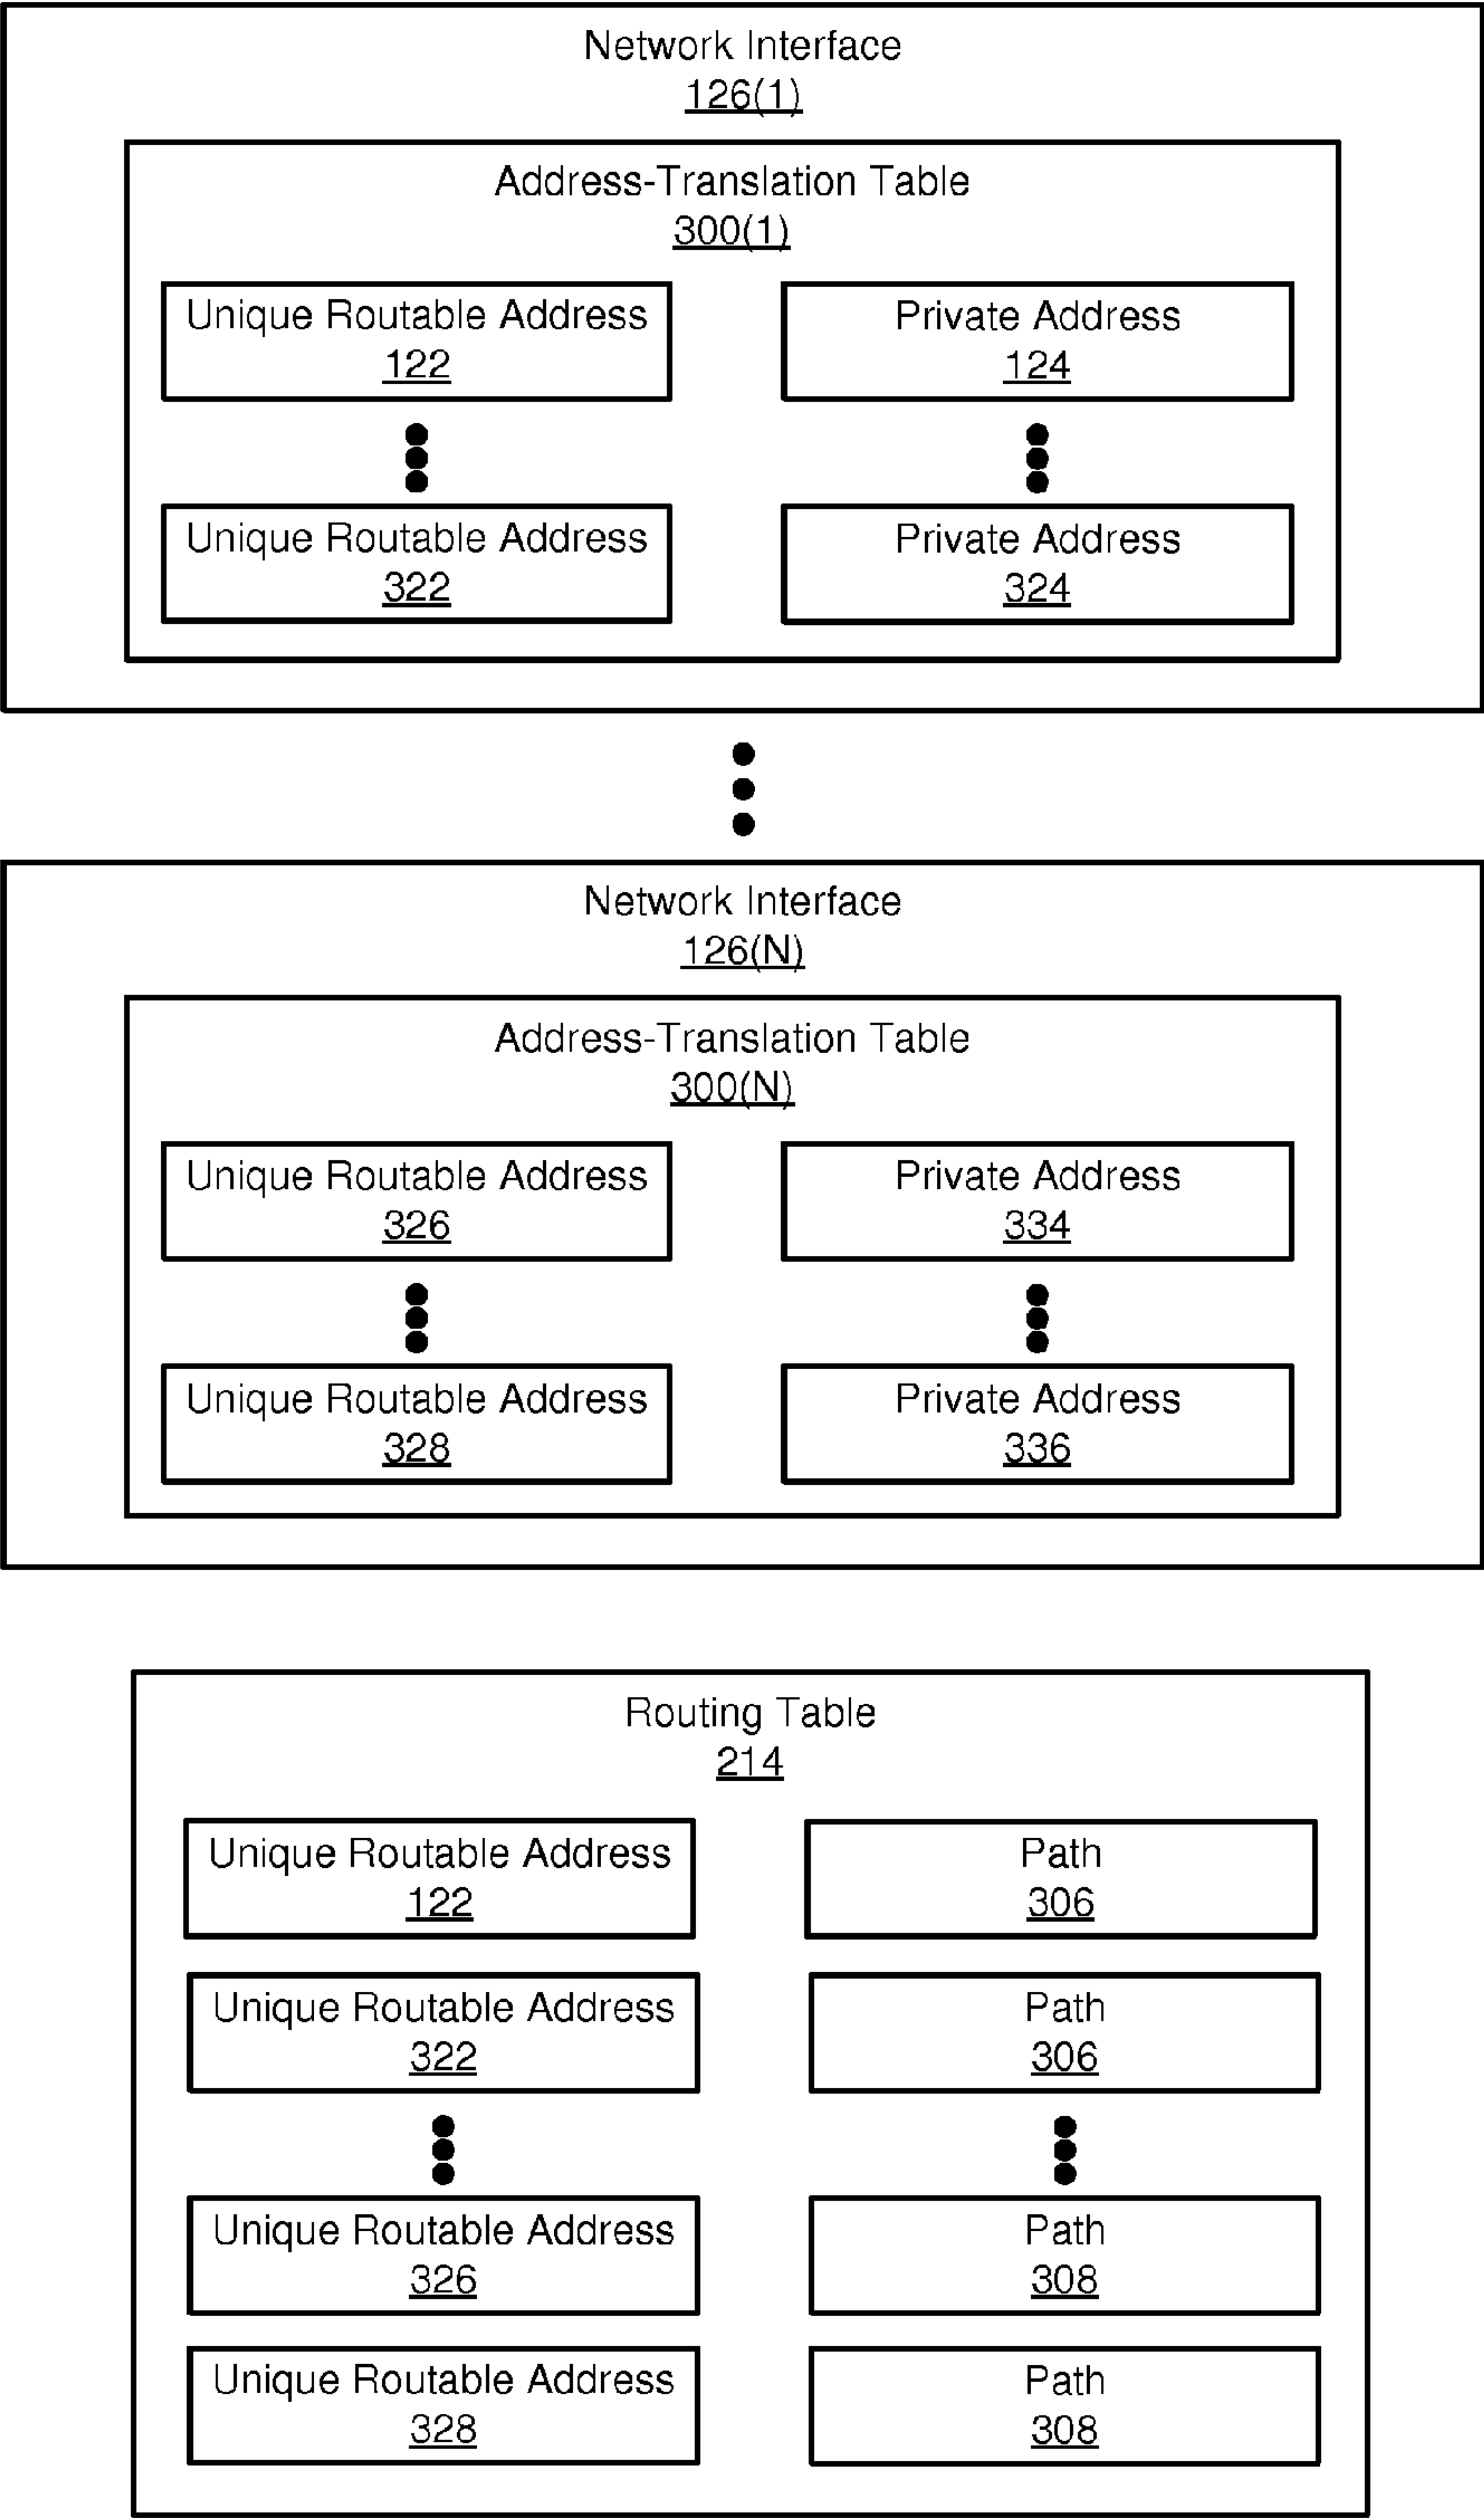 Network Interface
126(1)
Address-Translation Table
300(1)
Unique Routable Address
122
Private Address
124
Unique Routable Address
322
Private Address
324
Network Interface
126(N)
Address-Translation Table
300(N)
Unique Routable Address
326
Private Address
334
Unique Routable Address
328
Private Address
336
Routing Table
214
Unique Routable Address
122
Path
306
Unique Routable Address
322
Path
306
Unique Routable Address
326
Path
308
Unique Routable Address
328
Path
308